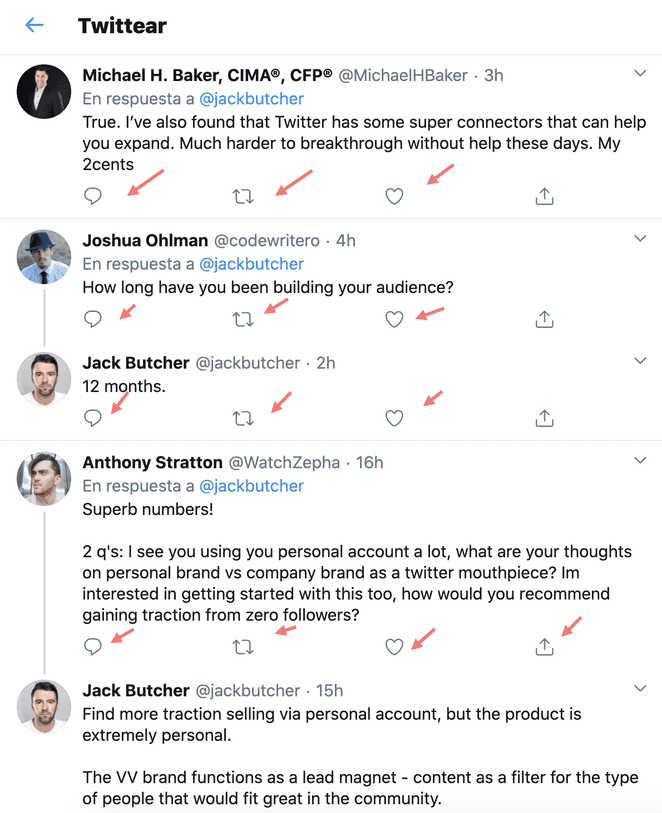 Twittear
Michael H. Baker, CIMA®, CFP® @MichaelHBaker · 3h
En respuesta a @jackbutcher
True. I’ve also found that Twitter has some super connectors that can help
you expand. Much harder to breakthrough without help these days. My
2cents
Joshua Ohlman @codewritero · 4h
En respuesta a @jackbutcher
How long have you been building your audience?
Jack Butcher @jackbutcher · 2h
12 months.
Anthony Stratton @WatchZepha · 16h
En respuesta a @jackbutcher
Superb numbers!
2 q's: I see you using you personal account a lot, what are your thoughts
on personal brand vs company brand as a twitter mouthpiece? Im
interested in getting started with this too, how would you recommend
gaining traction from zero followers?
Jack Butcher @jackbutcher · 15h
Find more traction selling via personal account, but the product is
extremely personal.
The VV brand functions as a lead magnet - content as a filter for the type
of people that would fit great in the community.